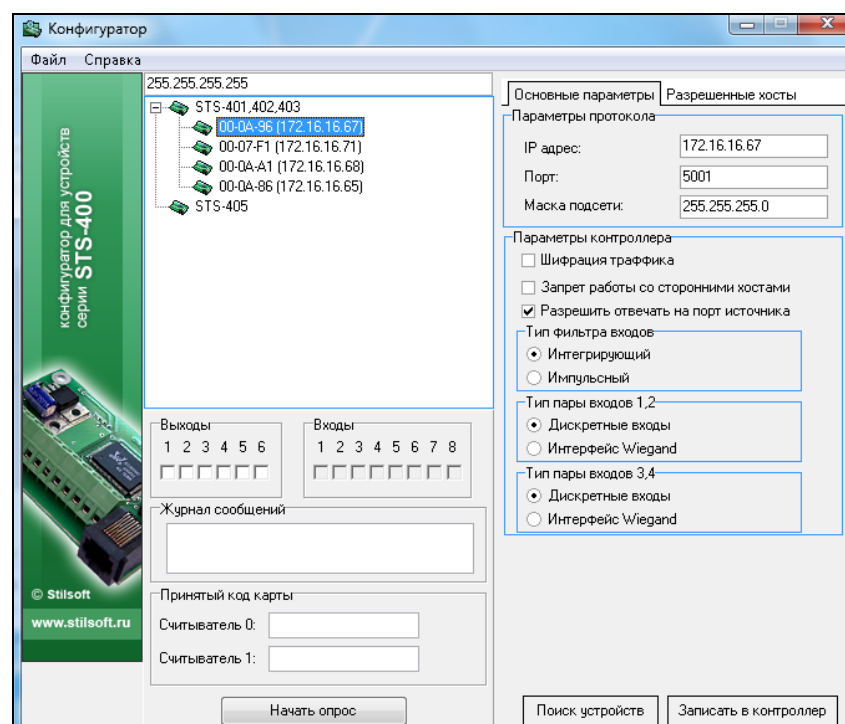 Конфигуратор
Файл Справка
255.255.255.255
STS-401,402,403
00-0A-96 (172.16.16.67)
00-07-F1 (172.16.16.71)
00-0A-A1 (172.16.16.68)
00-0A-86 (172.16.16.65)
STS-405
конфигуратор для устройств
серии STS-400
© Stilsoft
www.stilsoft.ru
Выходы
1 2 3 4 5 6
Входы
1 2 3 4 5 6 7 8
Журнал сообщений
Принятый код карты
Считыватель 0:
Считыватель 1:
Начать опрос
Основные параметры Разрешенные хосты
Параметры протокола
IP адрес: 172.16.16.67
Порт: 5001
Маска подсети: 255.255.255.0
Параметры контроллера
Шифрация траффика
Запрет работы со сторонними хостами
Разрешить отвечать на порт источника
Тип фильтра входов
Интегрирующий
Импульсный
Тип пары входов 1,2
Дискретные входы
Интерфейс Wiegand
Тип пары входов 3,4
Дискретные входы
Интерфейс Wiegand
Поиск устройств Записать в контроллер